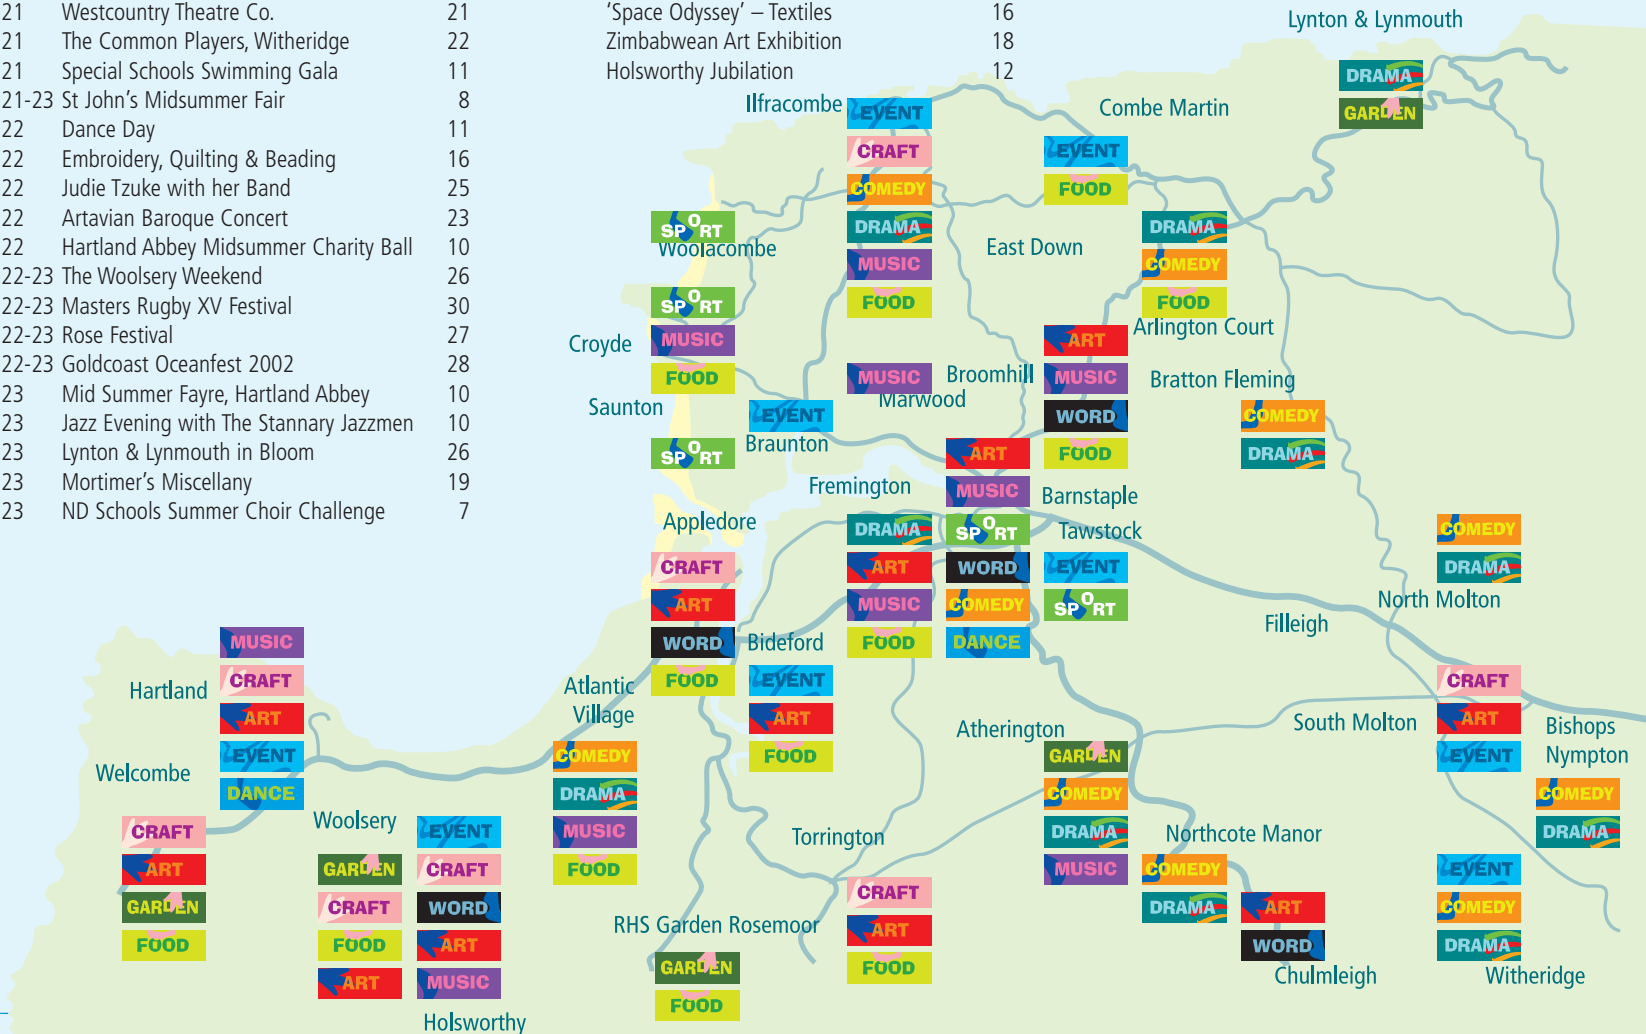 21 Westcountry Theatre Co. 21
21 The Common Players, Witheridge 22
21 Special Schools Swimming Gala 11
21-23 St John's Midsummer Fair 8
22 Dance Day 11
22 Embroidery, Quilting & Beading 16
22 Judie Tzuke with her Band 25
22 Artavian Baroque Concert 23
22 Hartland Abbey Midsummer Charity Ball 10
22-23 The Woolsery Weekend 26
22-23 Masters Rugby XV Festival 30
22-23 Rose Festival 27
22-23 Goldcoast Oceanfest 2002 28
23 Mid Summer Fayre, Hartland Abbey 10
23 Jazz Evening with The Stannary Jazzmen 10
23 Lynton & Lynmouth in Bloom 26
23 Mortimer's Miscellany 19
23 ND Schools Summer Choir Challenge 7
'Space Odyssey' – Textiles 16
Zimbabwean Art Exhibition 18
Holsworthy Jubilation 12
Lynton & Lynmouth
DRAMA
GARDEN
Ilfracombe
EVENT
CRAFT
COMEDY
DRAMA
MUSIC
FOOD
Combe Martin
EVENT
FOOD
SPORT
Woolacombe
East Down
DRAMA
COMEDY
FOOD
Croyde
SPORT
MUSIC
FOOD
Arlington Court
MUSIC
Marwood
Broomhill
ART
MUSIC
WORD
FOOD
Bratton Fleming
COMEDY
DRAMA
Saunton
SPORT
EVENT
Braunton
Fremington
DRAMA
ART
MUSIC
FOOD
ART
MUSIC
SPORT
WORD
COMEDY
DANCE
Barnstaple
Tawstock
EVENT
SPORT
Appledore
CRAFT
ART
WORD
FOOD
Bideford
EVENT
ART
FOOD
COMEDY
DRAMA
North Molton
Filleigh
Hartland
MUSIC
CRAFT
ART
EVENT
DANCE
Atlantic
Village
COMEDY
DRAMA
MUSIC
FOOD
Atherington
GARDEN
COMEDY
DRAMA
MUSIC
South Molton
CRAFT
ART
EVENT
Bishops
Nympton
COMEDY
DRAMA
Welcombe
CRAFT
ART
GARDEN
FOOD
Woolsery
GARDEN
CRAFT
FOOD
ART
EVENT
CRAFT
WORD
ART
MUSIC
Holsworthy
Torrington
CRAFT
ART
FOOD
Northcote Manor
COMEDY
DRAMA
RHS Garden Rosemoor
GARDEN
FOOD
ART
WORD
Chulmleigh
EVENT
COMEDY
DRAMA
Witheridge